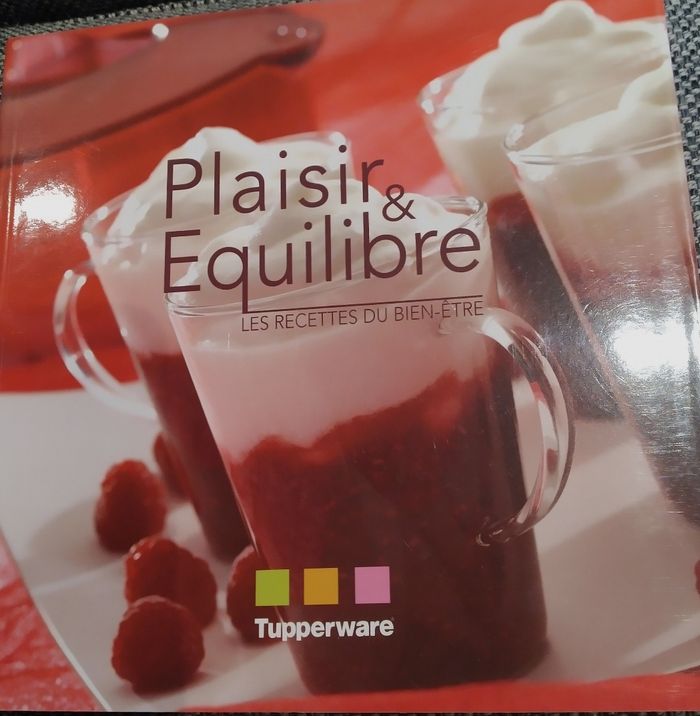 Plaisir
&
Equilibre
LES RECETTES DU BIEN-ÊTRE
Tupperware